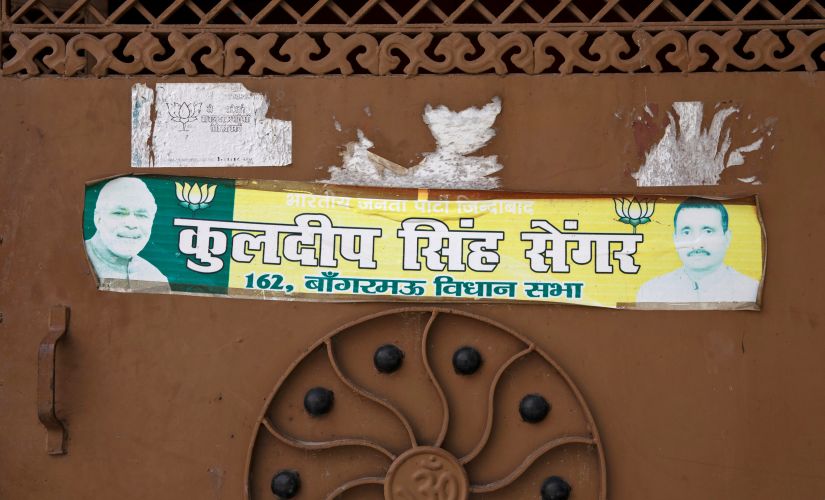 भारतीय जनता पार्टी जिन्दाबाद
कुलदीप सिंह सेंगर
162, बाँगरमऊ विधान सभा
ॐ